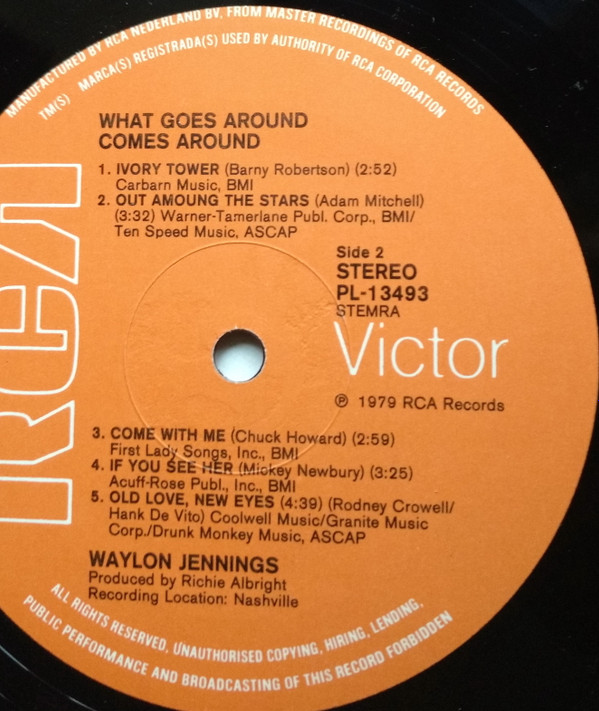 MANUFACTURED BY RCA NEDERLAND BV, FROM MASTER RECORDINGS OF RCA RECORDS
TM(S) MARCA(S) REGISTRADA(S) USED BY AUTHORITY OF RCA CORPORATION
WHAT GOES AROUND
COMES AROUND
1. IVORY TOWER (Barny Robertson) (2:52)
Carbarn Music, BMI
2. OUT AMOUNG THE STARS (Adam Mitchell)
(3:32) Warner-Tamerlane Publ. Corp., BMI/
Ten Speed Music, ASCAP
Side 2
STEREO
PL-13493
STEMRA
RCA
Victor
℗ 1979 RCA Records
3. COME WITH ME (Chuck Howard) (2:59)
First Lady Songs, Inc., BMI
4. IF YOU SEE HER (Mickey Newbury) (3:25)
Acuff-Rose Publ., Inc., BMI
5. OLD LOVE, NEW EYES (4:39) (Rodney Crowell/
Hank De Vito) Coolwell Music/Granite Music
Corp./Drunk Monkey Music, ASCAP
WAYLON JENNINGS
Produced by Richie Albright
Recording Location: Nashville
ALL RIGHTS RESERVED, UNAUTHORISED COPYING, HIRING, LENDING,
PUBLIC PERFORMANCE AND BROADCASTING OF THIS RECORD FORBIDDEN